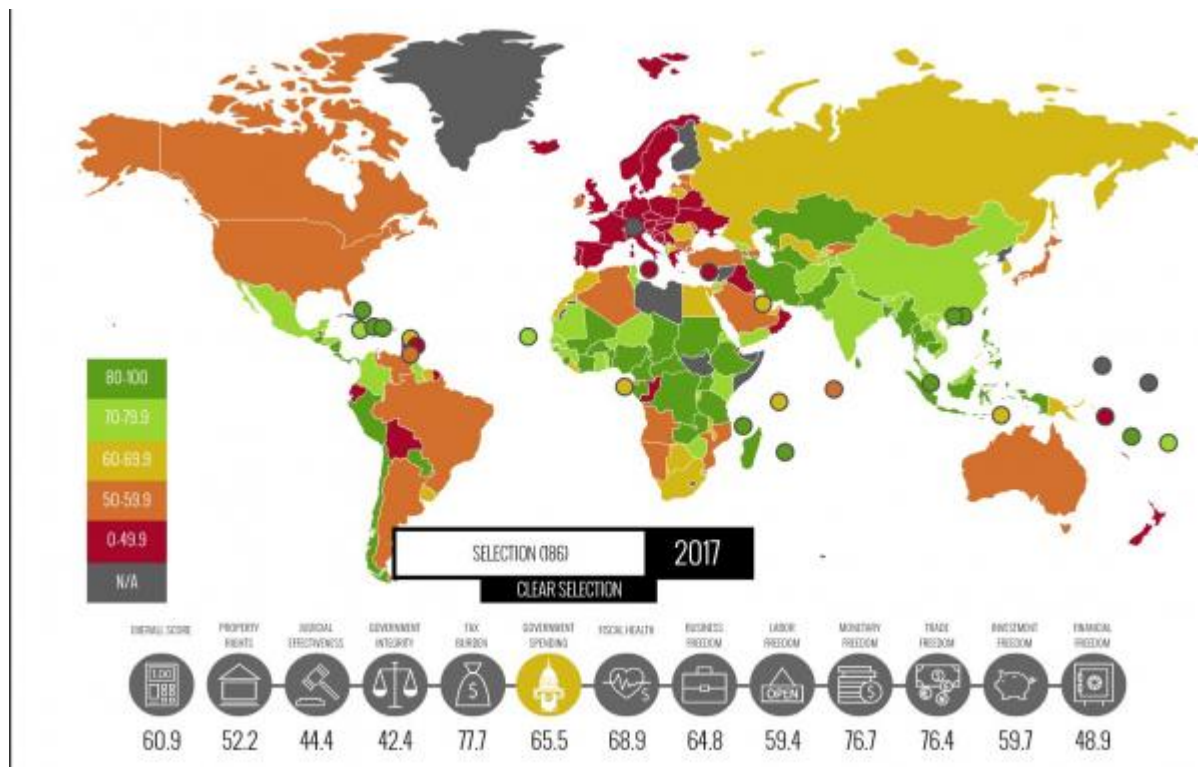 80-100
70-79.9
60-69.9
50-59.9
0-49.9
N/A
SELECTION (186)
2017
CLEAR SELECTION
OVERALL SCORE
PROPERTY
RIGHTS
JUDICIAL
EFFECTIVENESS
GOVERNMENT
INTEGRITY
TAX
BURDEN
GOVERNMENT
SPENDING
FISCAL HEALTH
BUSINESS
FREEDOM
LABOR
FREEDOM
MONETARY
FREEDOM
TRADE
FREEDOM
INVESTMENT
FREEDOM
FINANCIAL
FREEDOM
OPEN
60.9
52.2
44.4
42.4
77.7
65.5
68.9
64.8
59.4
76.7
76.4
59.7
48.9